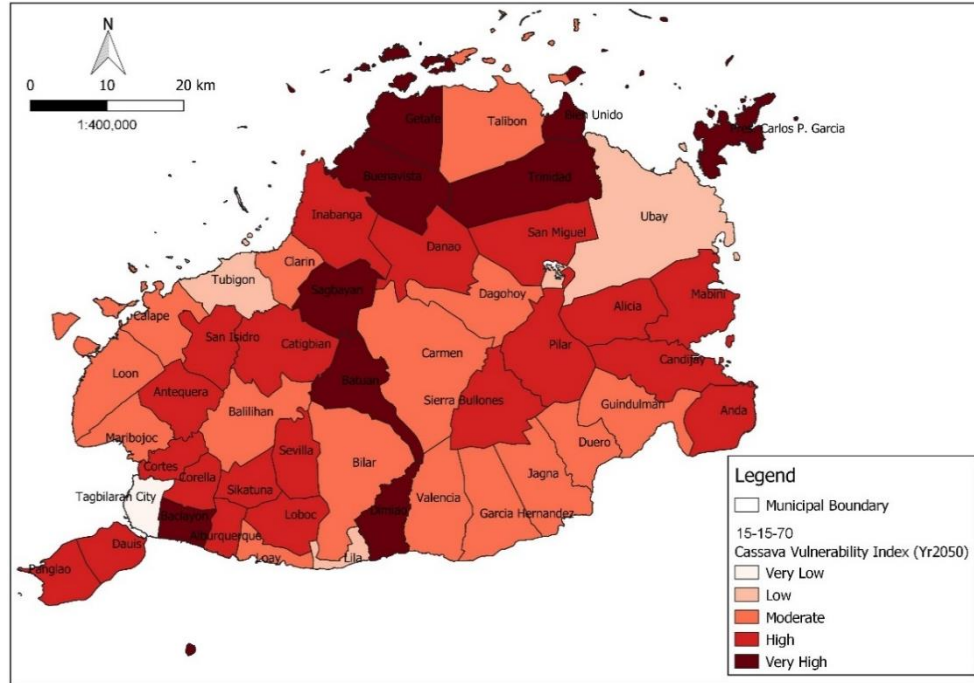 N
0 10 20 km
1:400,000
Getafe
Talibon
Bien Unido
Pres. Carlos P. Garcia
Buenavista
Trinidad
Ubay
Inabanga
San Miguel
Danao
Clarin
Tubigon
Sagbayan
Dagohoy
Mabini
Alicia
Calape
San Isidro
Catigbian
Pilar
Carmen
Candijay
Loon
Batuan
Antequera
Sierra Bullones
Guindulman
Anda
Balilihan
Maribojoc
Duero
Sevilla
Bilar
Cortes
Corella
Jagna
Sikatuna
Tagbilaran City
Valencia
Baclayon
Loboc
Dimiao
Garcia Hernandez
Alburquerque
Dauis
Loay
Lila
Panglao
Legend
Municipal Boundary
15-15-70
Cassava Vulnerability Index (Yr2050)
Very Low
Low
Moderate
High
Very High